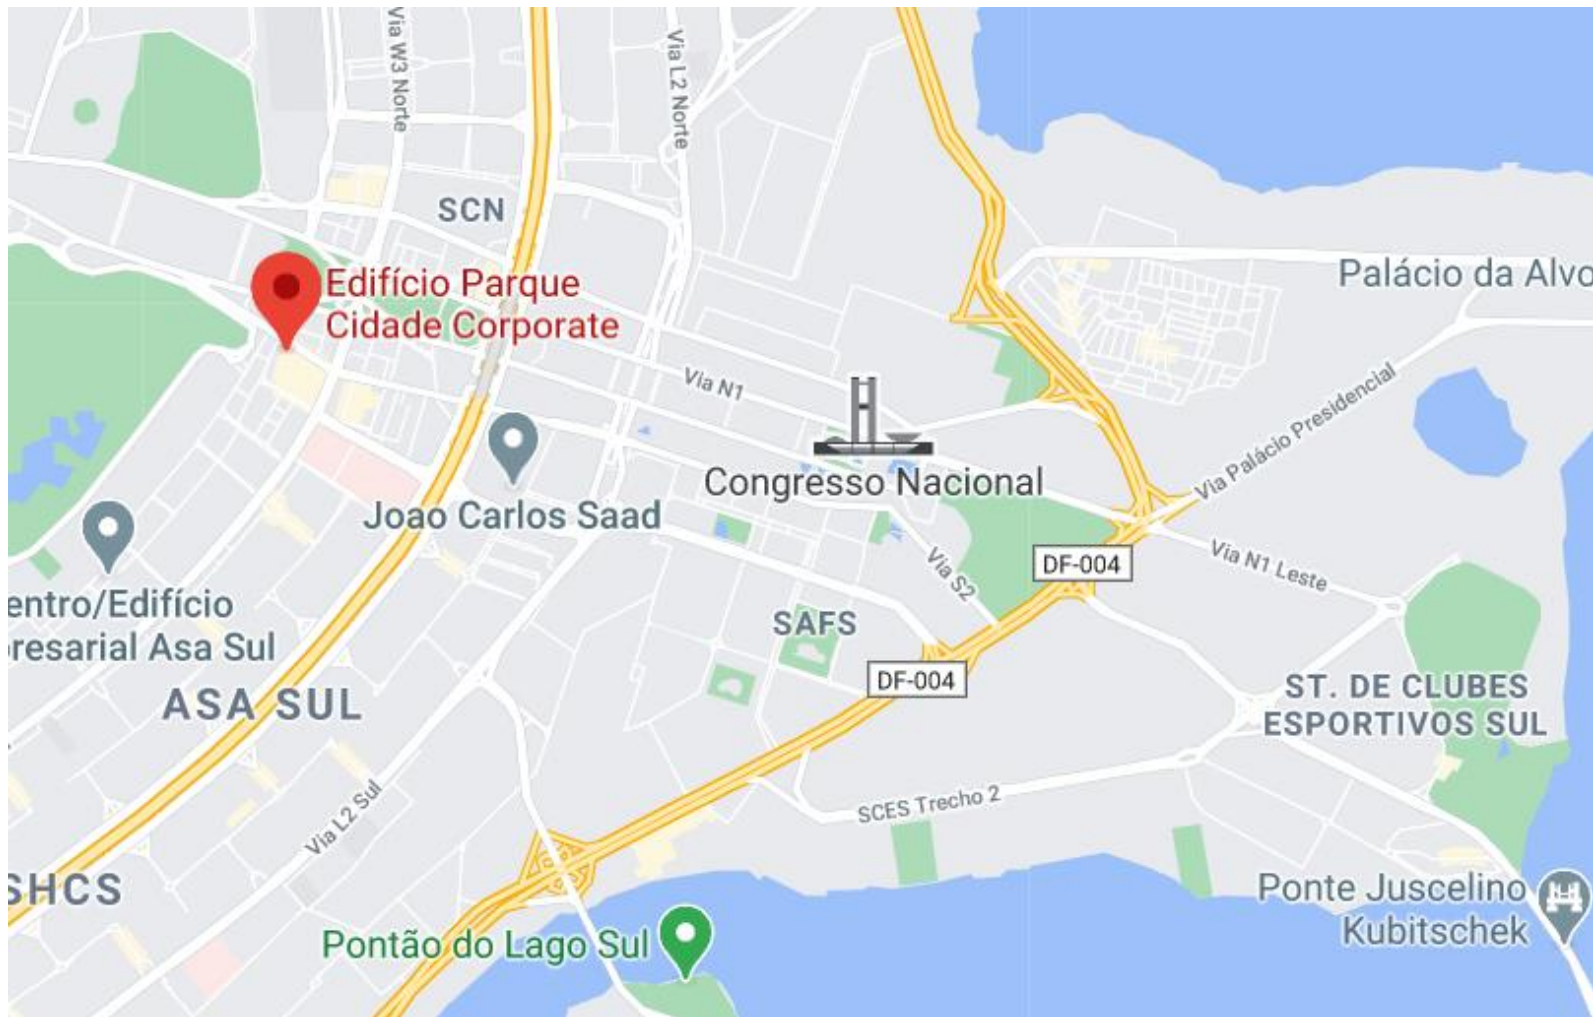 Via W3 Norte
Via L2 Norte
SCN
Edifício Parque
Cidade Corporate
Palácio da Alvo
Via N1
Via Palácio Presidencial
Congresso Nacional
Joao Carlos Saad
DF-004
Via N1 Leste
Via S2
entro/Edifício
resarial Asa Sul
SAFS
DF-004
ASA SUL
ST. DE CLUBES
ESPORTIVOS SUL
Via L2 Sul
SCES Trecho 2
SHCS
Ponte Juscelino
Kubitschek
Pontão do Lago Sul